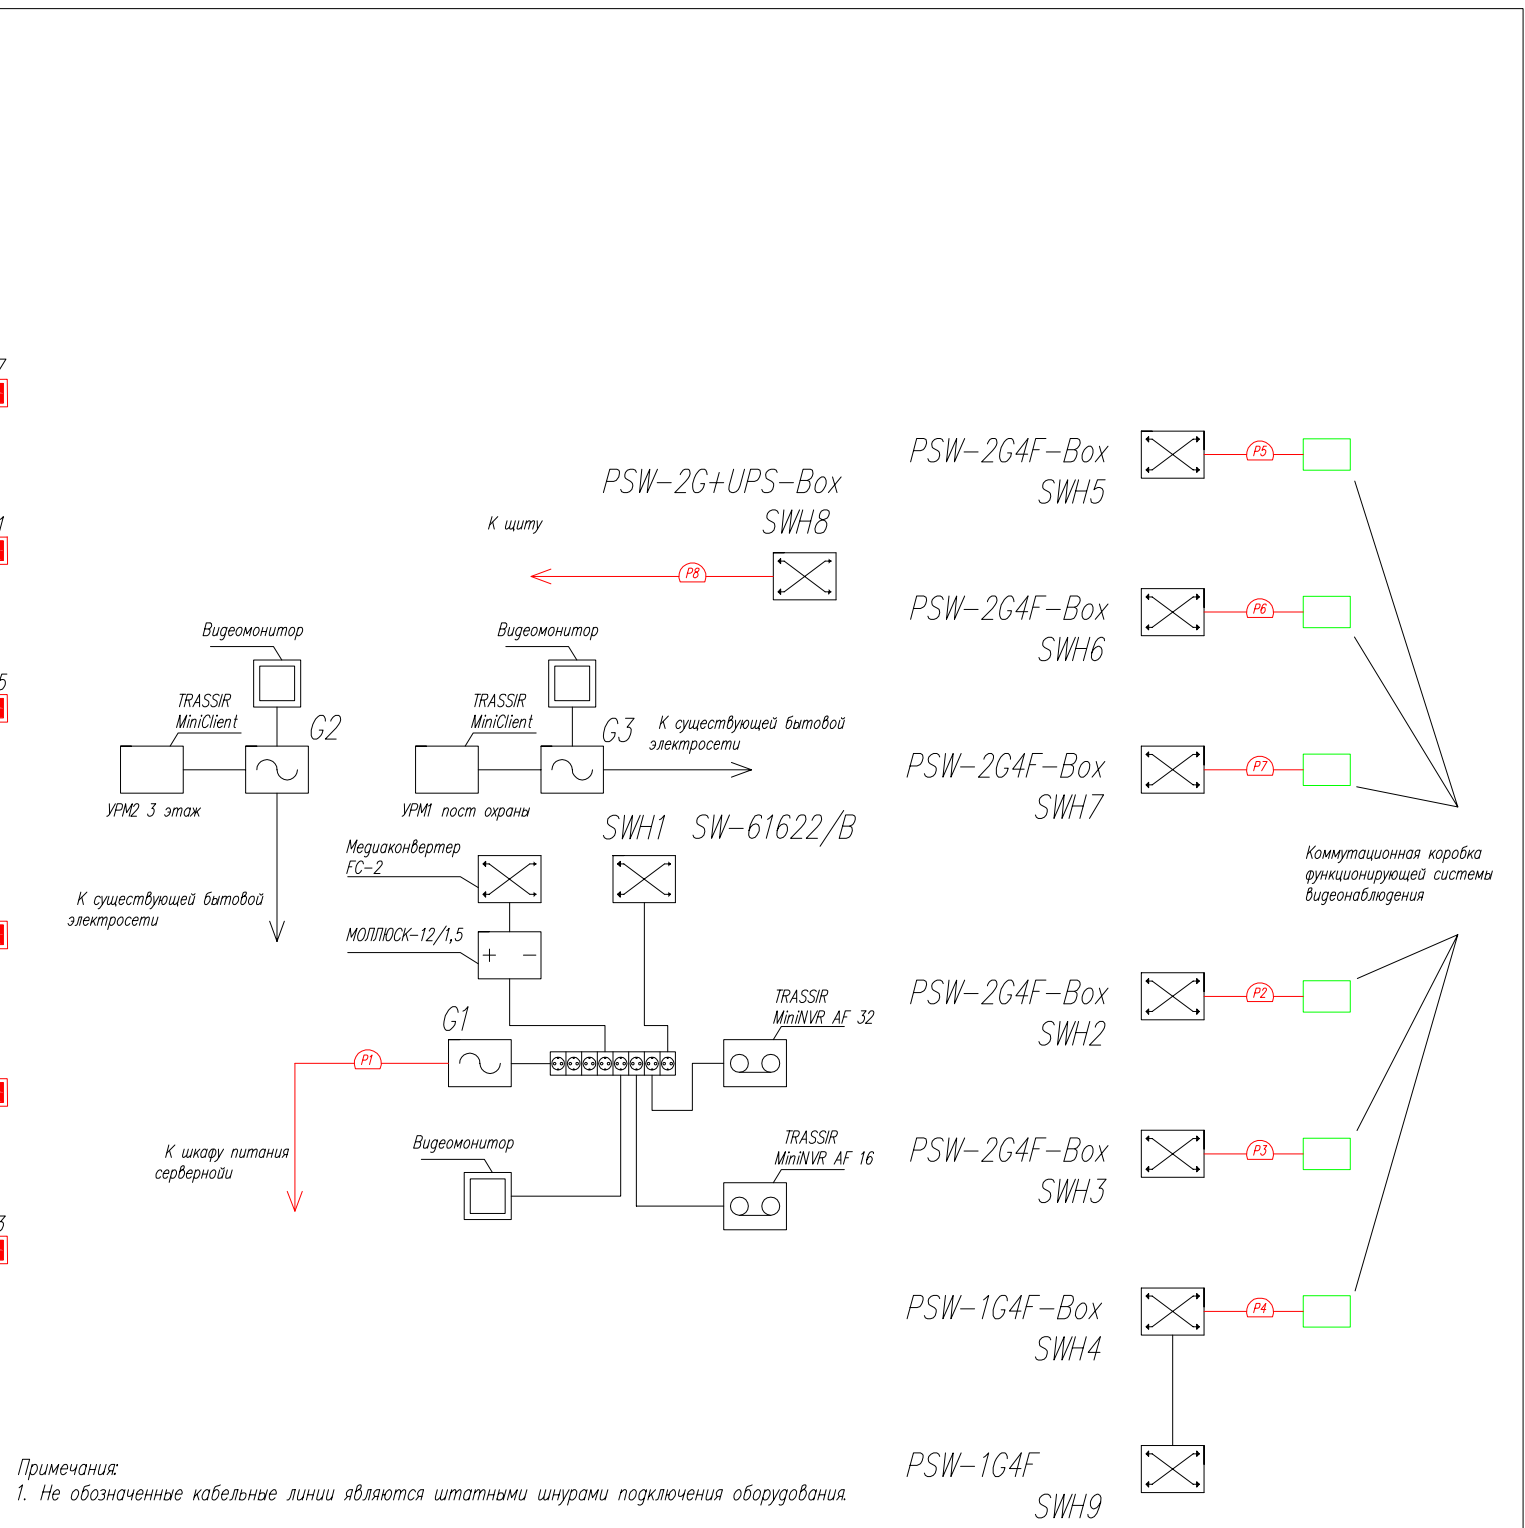 7
1
5
3
PSW-2G4F-Box
SWH5
P5
PSW-2G+UPS-Box
SWH8
К щиту
P8
PSW-2G4F-Box
SWH6
P6
Видеомонитор
TRASSIR
MiniClient
G2
УРМ2 3 этаж
К существующей бытовой
электросети
Видеомонитор
TRASSIR
MiniClient
G3
К существующей бытовой
электросети
УРМ1 пост охраны
PSW-2G4F-Box
SWH7
P7
SWH1 SW-61622/B
Медиаконвертер
FC-2
МОЛЛЮСК-12/1,5
+ -
Коммутационная коробка
функционирующей системы
видеонаблюдения
PSW-2G4F-Box
SWH2
P2
G1
P1
TRASSIR
MiniNVR AF 32
К шкафу питания
сервернойи
Видеомонитор
TRASSIR
MiniNVR AF 16
PSW-2G4F-Box
SWH3
P3
PSW-1G4F-Box
SWH4
P4
PSW-1G4F
SWH9
Примечания:
1. Не обозначенные кабельные линии являются штатными шнурами подключения оборудования.